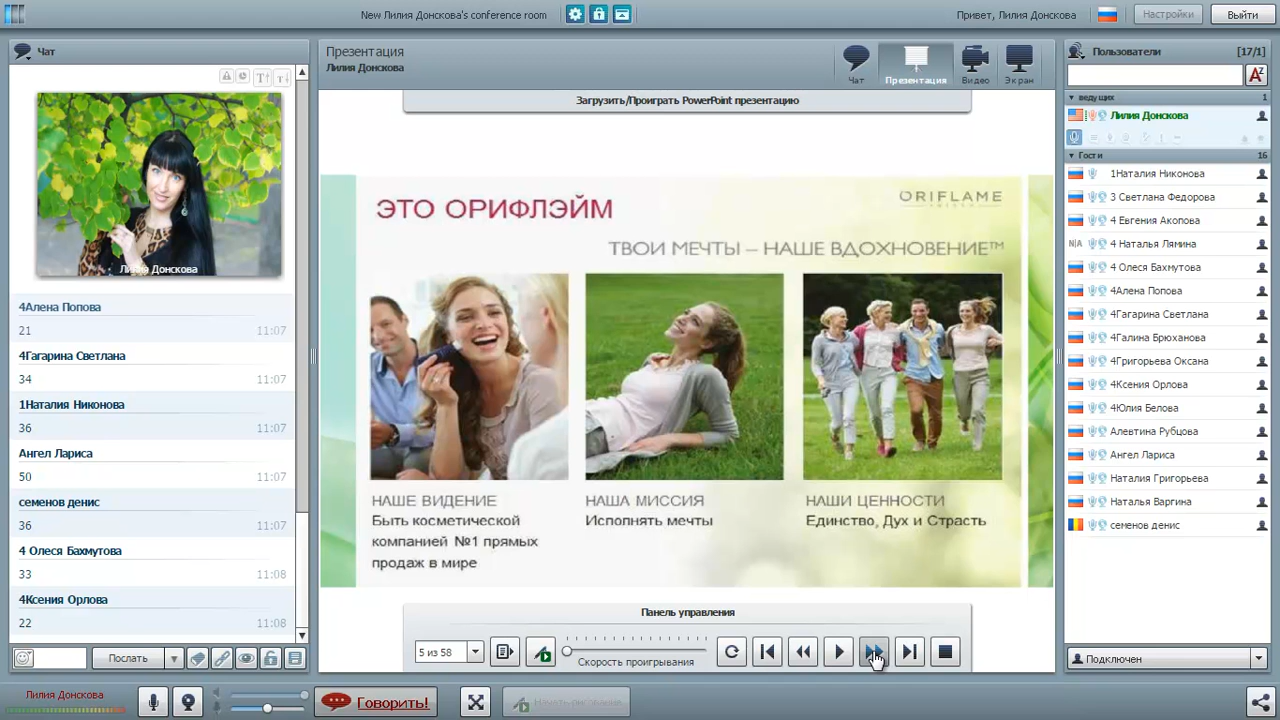 New Лилия Донскова's conference room
Привет, Лилия Донскова
Настройки
Выйти
Чат
Лилия Донскова
4Алена Попова
21 11:07
4Гагарина Светлана
34 11:07
1Наталия Никонова
36 11:07
Ангел Лариса
50 11:07
семенов денис
36 11:07
4 Олеся Бахмутова
33 11:08
4Ксения Орлова
22 11:08
Послать
Презентация
Лилия Донскова
Чат
Презентация
Видео
Экран
Загрузить/Проиграть PowerPoint презентацию
ЭТО ОРИФЛЭЙМ
ORIFLAME
ТВОИ МЕЧТЫ – НАШЕ ВДОХНОВЕНИЕ™
НАШЕ ВИДЕНИЕ
Быть косметической
компанией №1 прямых
продаж в мире
НАША МИССИЯ
Исполнять мечты
НАШИ ЦЕННОСТИ
Единство, Дух и Страсть
Панель управления
5 из 58
Скорость проигрывания
Пользователи [17/1]
ведущих 1
Лилия Донскова
Гости 16
1Наталия Никонова
3 Светлана Федорова
4 Евгения Акопова
N/A 4 Наталья Лямина
4 Олеся Бахмутова
4Алена Попова
4Гагарина Светлана
4Галина Брюханова
4Григорьева Оксана
4Ксения Орлова
4Юлия Белова
Алевтина Рубцова
Ангел Лариса
Наталия Григорьева
Наталья Варгина
семенов денис
Подключен
Лилия Донскова
Говорить!